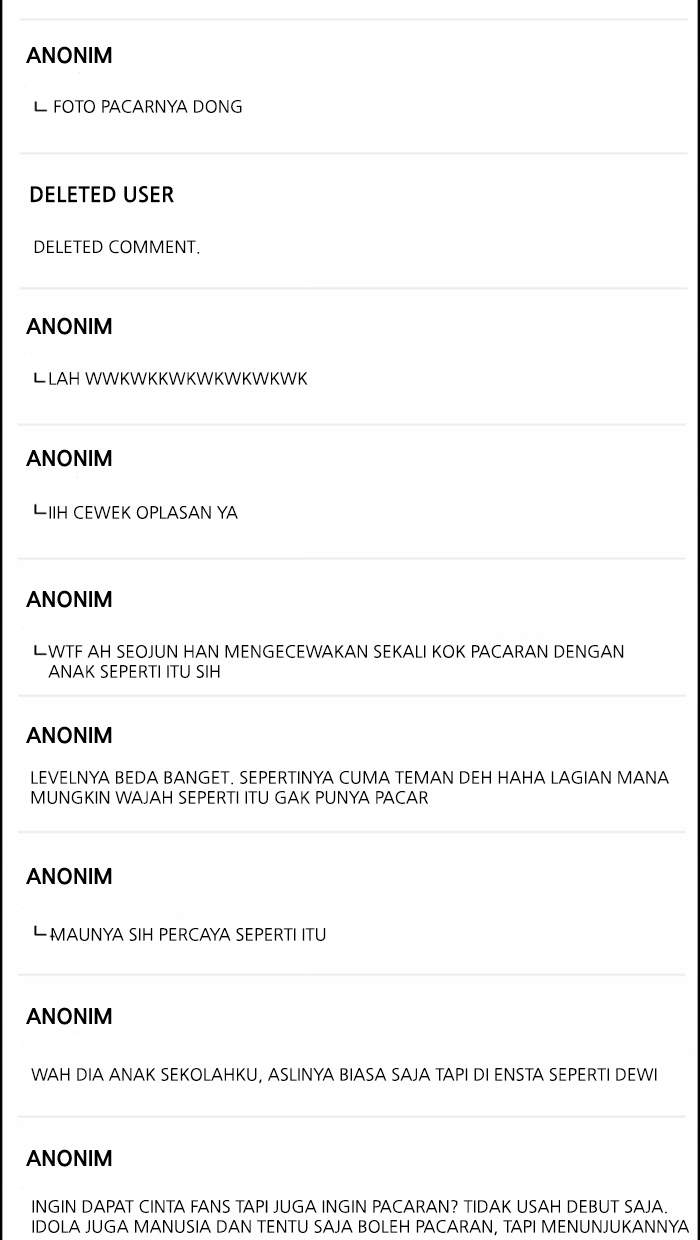 ANONIM
ㄴ FOTO PACARNYA DONG
DELETED USER
DELETED COMMENT.
ANONIM
ㄴLAH WWKWKKWKWKWKWKWK
ANONIM
ㄴIIH CEWEK OPLASAN YA
ANONIM
ㄴWTF AH SEOJUN HAN MENGECEWAKAN SEKALI KOK PACARAN DENGAN
ANAK SEPERTI ITU SIH
ANONIM
LEVELNYA BEDA BANGET. SEPERTINYA CUMA TEMAN DEH HAHA LAGIAN MANA
MUNGKIN WAJAH SEPERTI ITU GAK PUNYA PACAR
ANONIM
ㄴMAUNYA SIH PERCAYA SEPERTI ITU
ANONIM
WAH DIA ANAK SEKOLAHKU, ASLINYA BIASA SAJA TAPI DI ENSTA SEPERTI DEWI
ANONIM
INGIN DAPAT CINTA FANS TAPI JUGA INGIN PACARAN? TIDAK USAH DEBUT SAJA.
IDOLA JUGA MANUSIA DAN TENTU SAJA BOLEH PACARAN, TAPI MENUNJUKANNYA